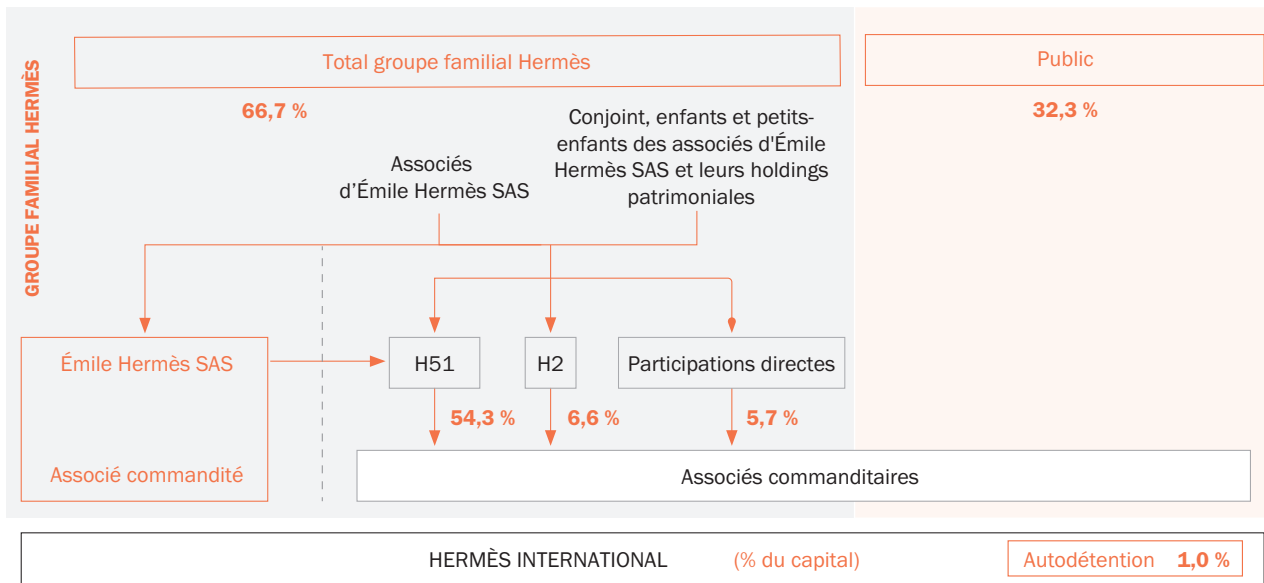 GROUPE FAMILIAL HERMÈS
Total groupe familial Hermès
Public
66,7 %
32,3 %
Associés
d’Émile Hermès SAS
Conjoint, enfants et petits-
enfants des associés d'Émile
Hermès SAS et leurs holdings
patrimoniales
Émile Hermès SAS
H51
H2
Participations directes
54,3 %
6,6 %
5,7 %
Associé commandité
Associés commanditaires
HERMÈS INTERNATIONAL (% du capital)
Autodétention 1,0 %